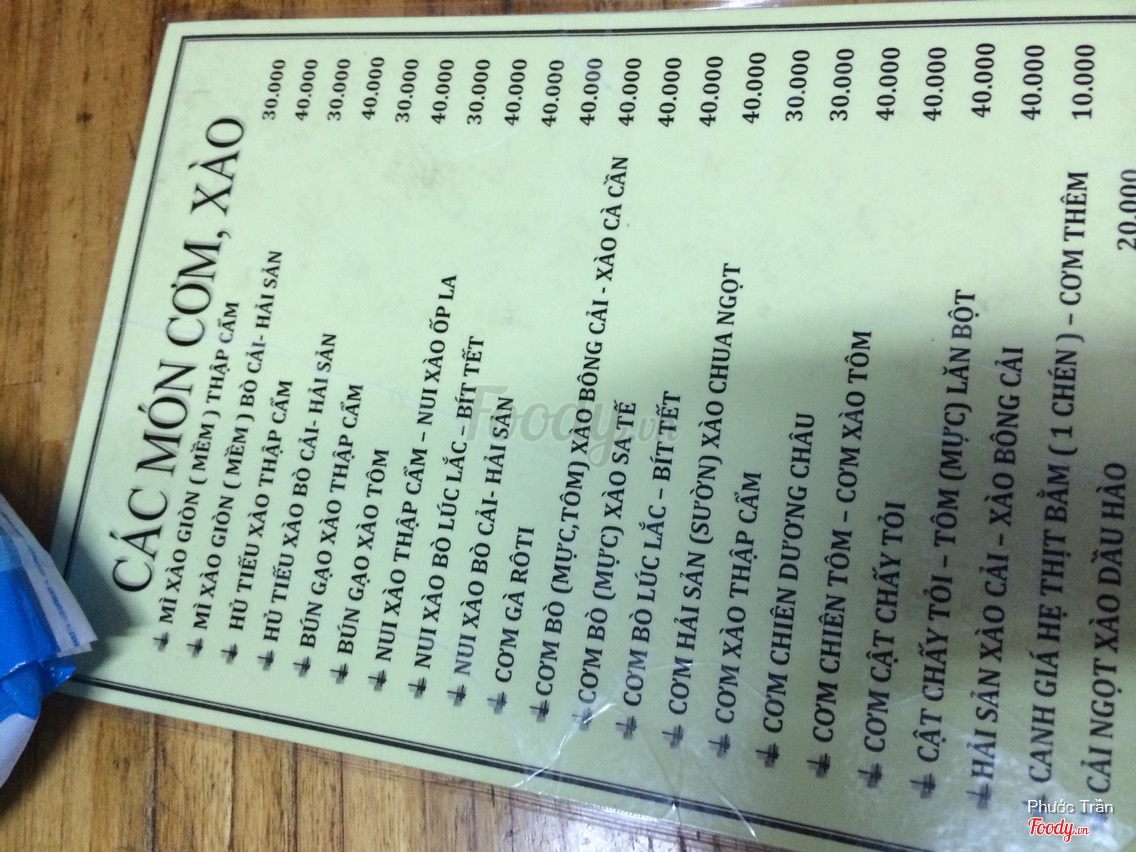 CÁC MÓN CƠM, XÀO
MÌ XÀO GIÒN ( MỀM ) THẬP CẨM 30.000
MÌ XÀO GIÒN ( MỀM ) BÒ CẢI- HẢI SẢN 40.000
HỦ TIẾU XÀO THẬP CẨM 30.000
HỦ TIẾU XÀO BÒ CẢI- HẢI SẢN 40.000
BÚN GẠO XÀO THẬP CẨM 30.000
BÚN GẠO XÀO TÔM 40.000
NUI XÀO THẬP CẨM – NUI XÀO ỐP LA 30.000
NUI XÀO BÒ LÚC LẮC – BÍT TẾT 40.000
NUI XÀO BÒ CẢI- HẢI SẢN 40.000
CƠM GÀ RÔTI 40.000
CƠM BÒ (MỰC,TÔM) XÀO BÔNG CẢI - XÀO CÀ CẦN 40.000
CƠM BÒ (MỰC) XÀO SA TẾ 40.000
CƠM BÒ LÚC LẮC – BÍT TẾT 40.000
CƠM HẢI SẢN (SƯỜN) XÀO CHUA NGỌT 40.000
CƠM XÀO THẬP CẨM 30.000
CƠM CHIÊN DƯƠNG CHÂU 30.000
CƠM CHIÊN TÔM – CƠM XÀO TÔM 40.000
CƠM CẬT CHẤY TỎI 40.000
CẬT CHẤY TỎI – TÔM (MỰC) LĂN BỘT 40.000
HẢI SẢN XÀO CẢI – XÀO BÔNG CẢI 40.000
CANH GIÁ HẸ THỊT BẰM ( 1 CHÉN ) – CƠM THÊM 10.000
CẢI NGỌT XÀO DẦU HÀO 20.000
Foody.vn
Phước Trần
Foody.vn